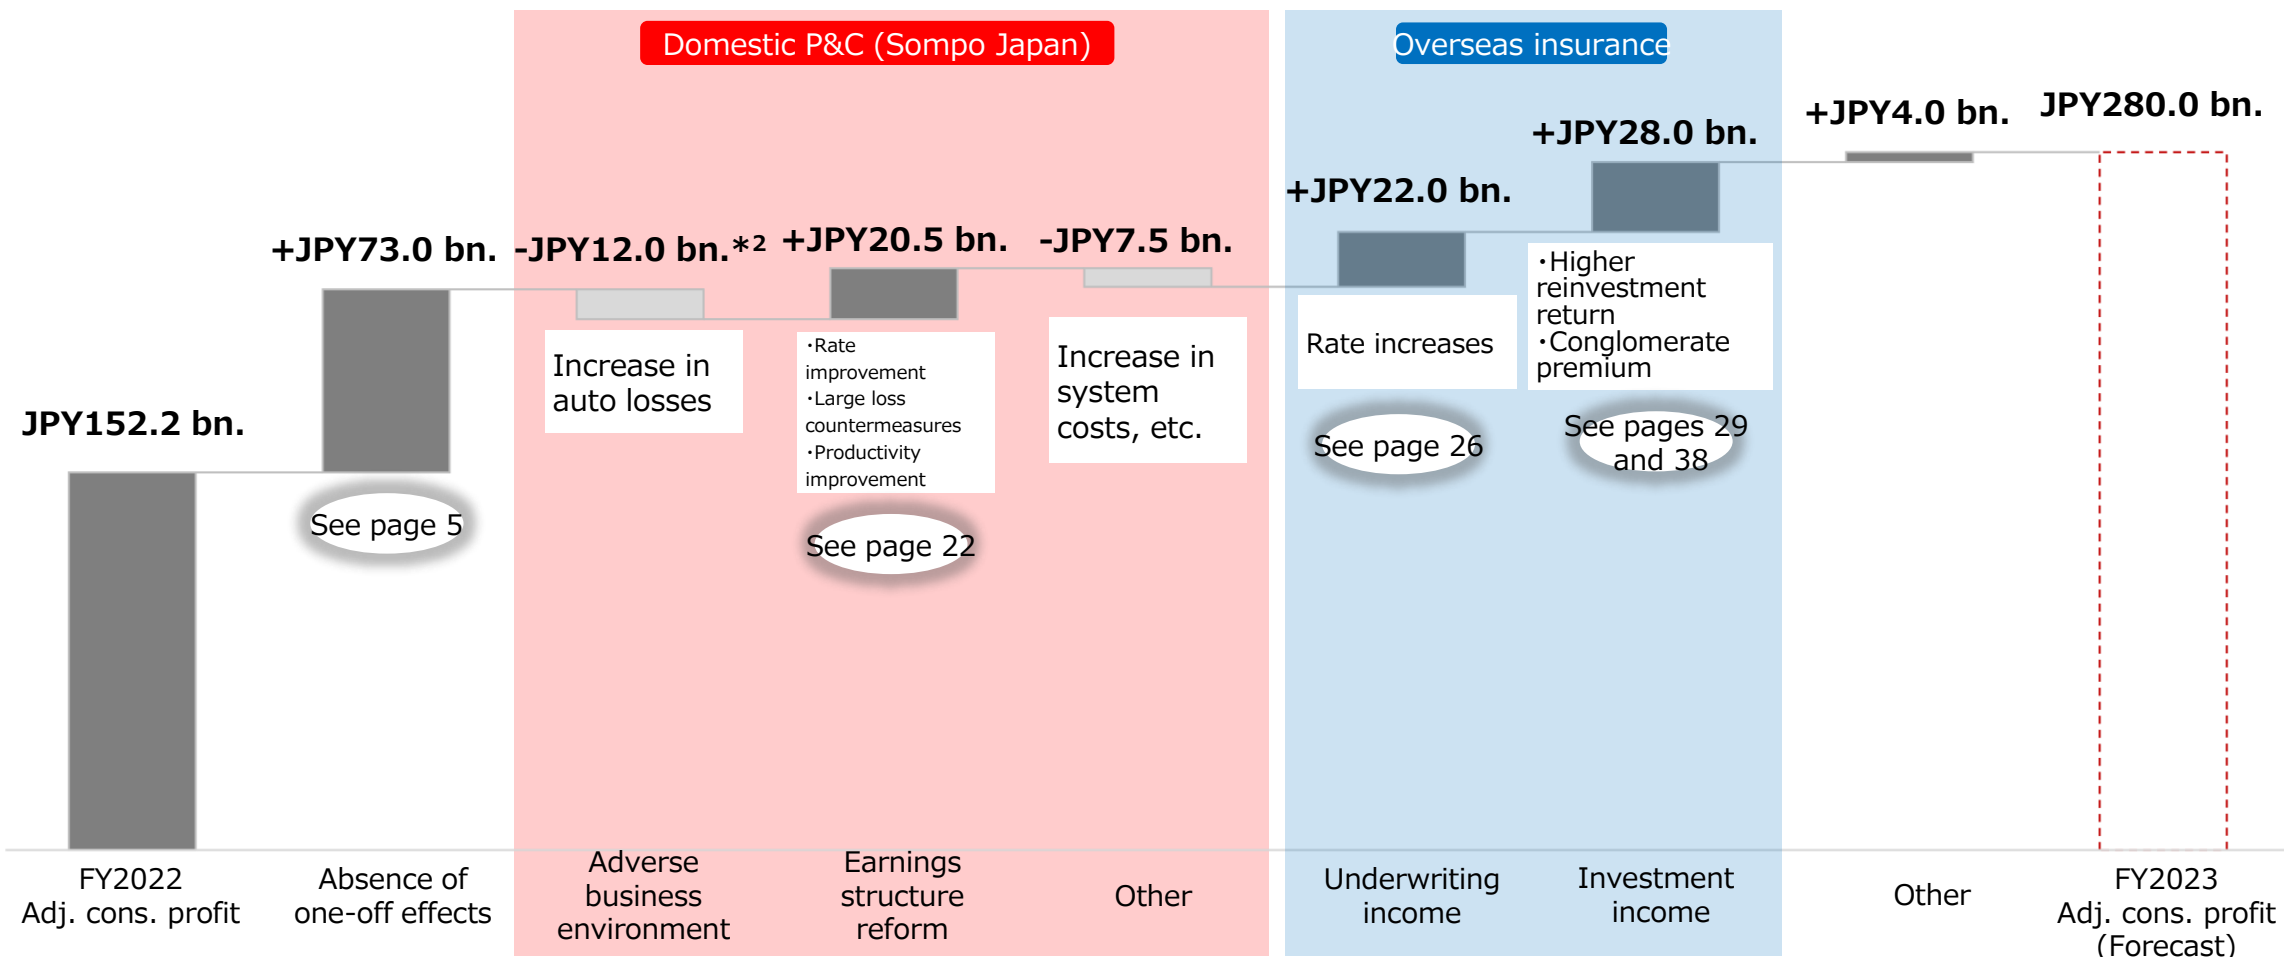 Domestic P&C (Sompo Japan)
Overseas insurance
JPY152.2 bn.
+JPY73.0 bn.
-JPY12.0 bn.*2
+JPY20.5 bn.
-JPY7.5 bn.
+JPY22.0 bn.
+JPY28.0 bn.
+JPY4.0 bn.
JPY280.0 bn.
See page 5
Increase in
auto losses
・Rate
improvement
・Large loss
countermeasures
・Productivity
improvement
See page 22
Increase in
system
costs, etc.
Rate increases
See page 26
・Higher
reinvestment
return
・Conglomerate
premium
See pages 29
and 38
FY2022
Adj. cons. profit
Absence of
one-off effects
Adverse
business
environment
Earnings
structure
reform
Other
Underwriting
income
Investment
income
Other
FY2023
Adj. cons. profit
(Forecast)